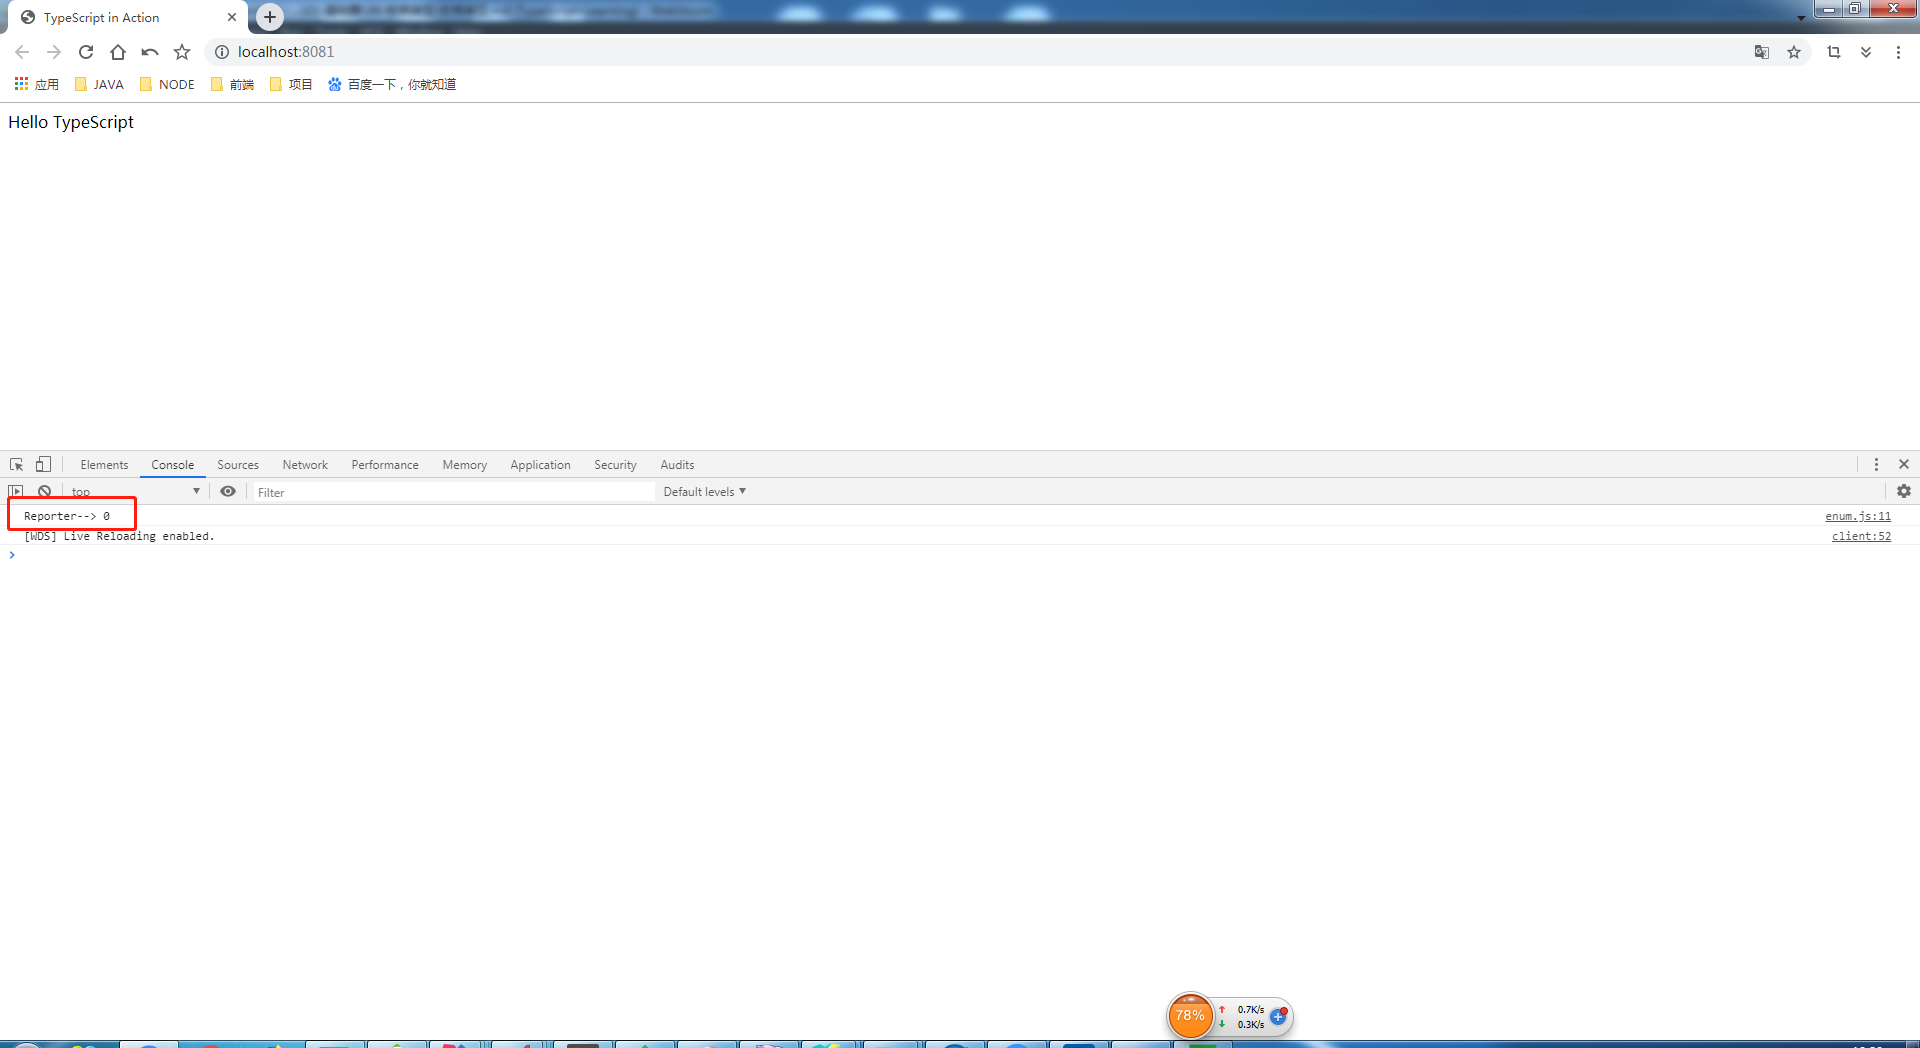 TypeScript in Action
localhost:8081
应用 JAVA NODE 前端 项目 百度一下，你就知道
Hello TypeScript
Elements Console Sources Network Performance Memory Application Security Audits
top Filter Default levels
Reporter--> 0 enum.js:11
[WDS] Live Reloading enabled. client:52
78% 0.7K/s
0.3K/s